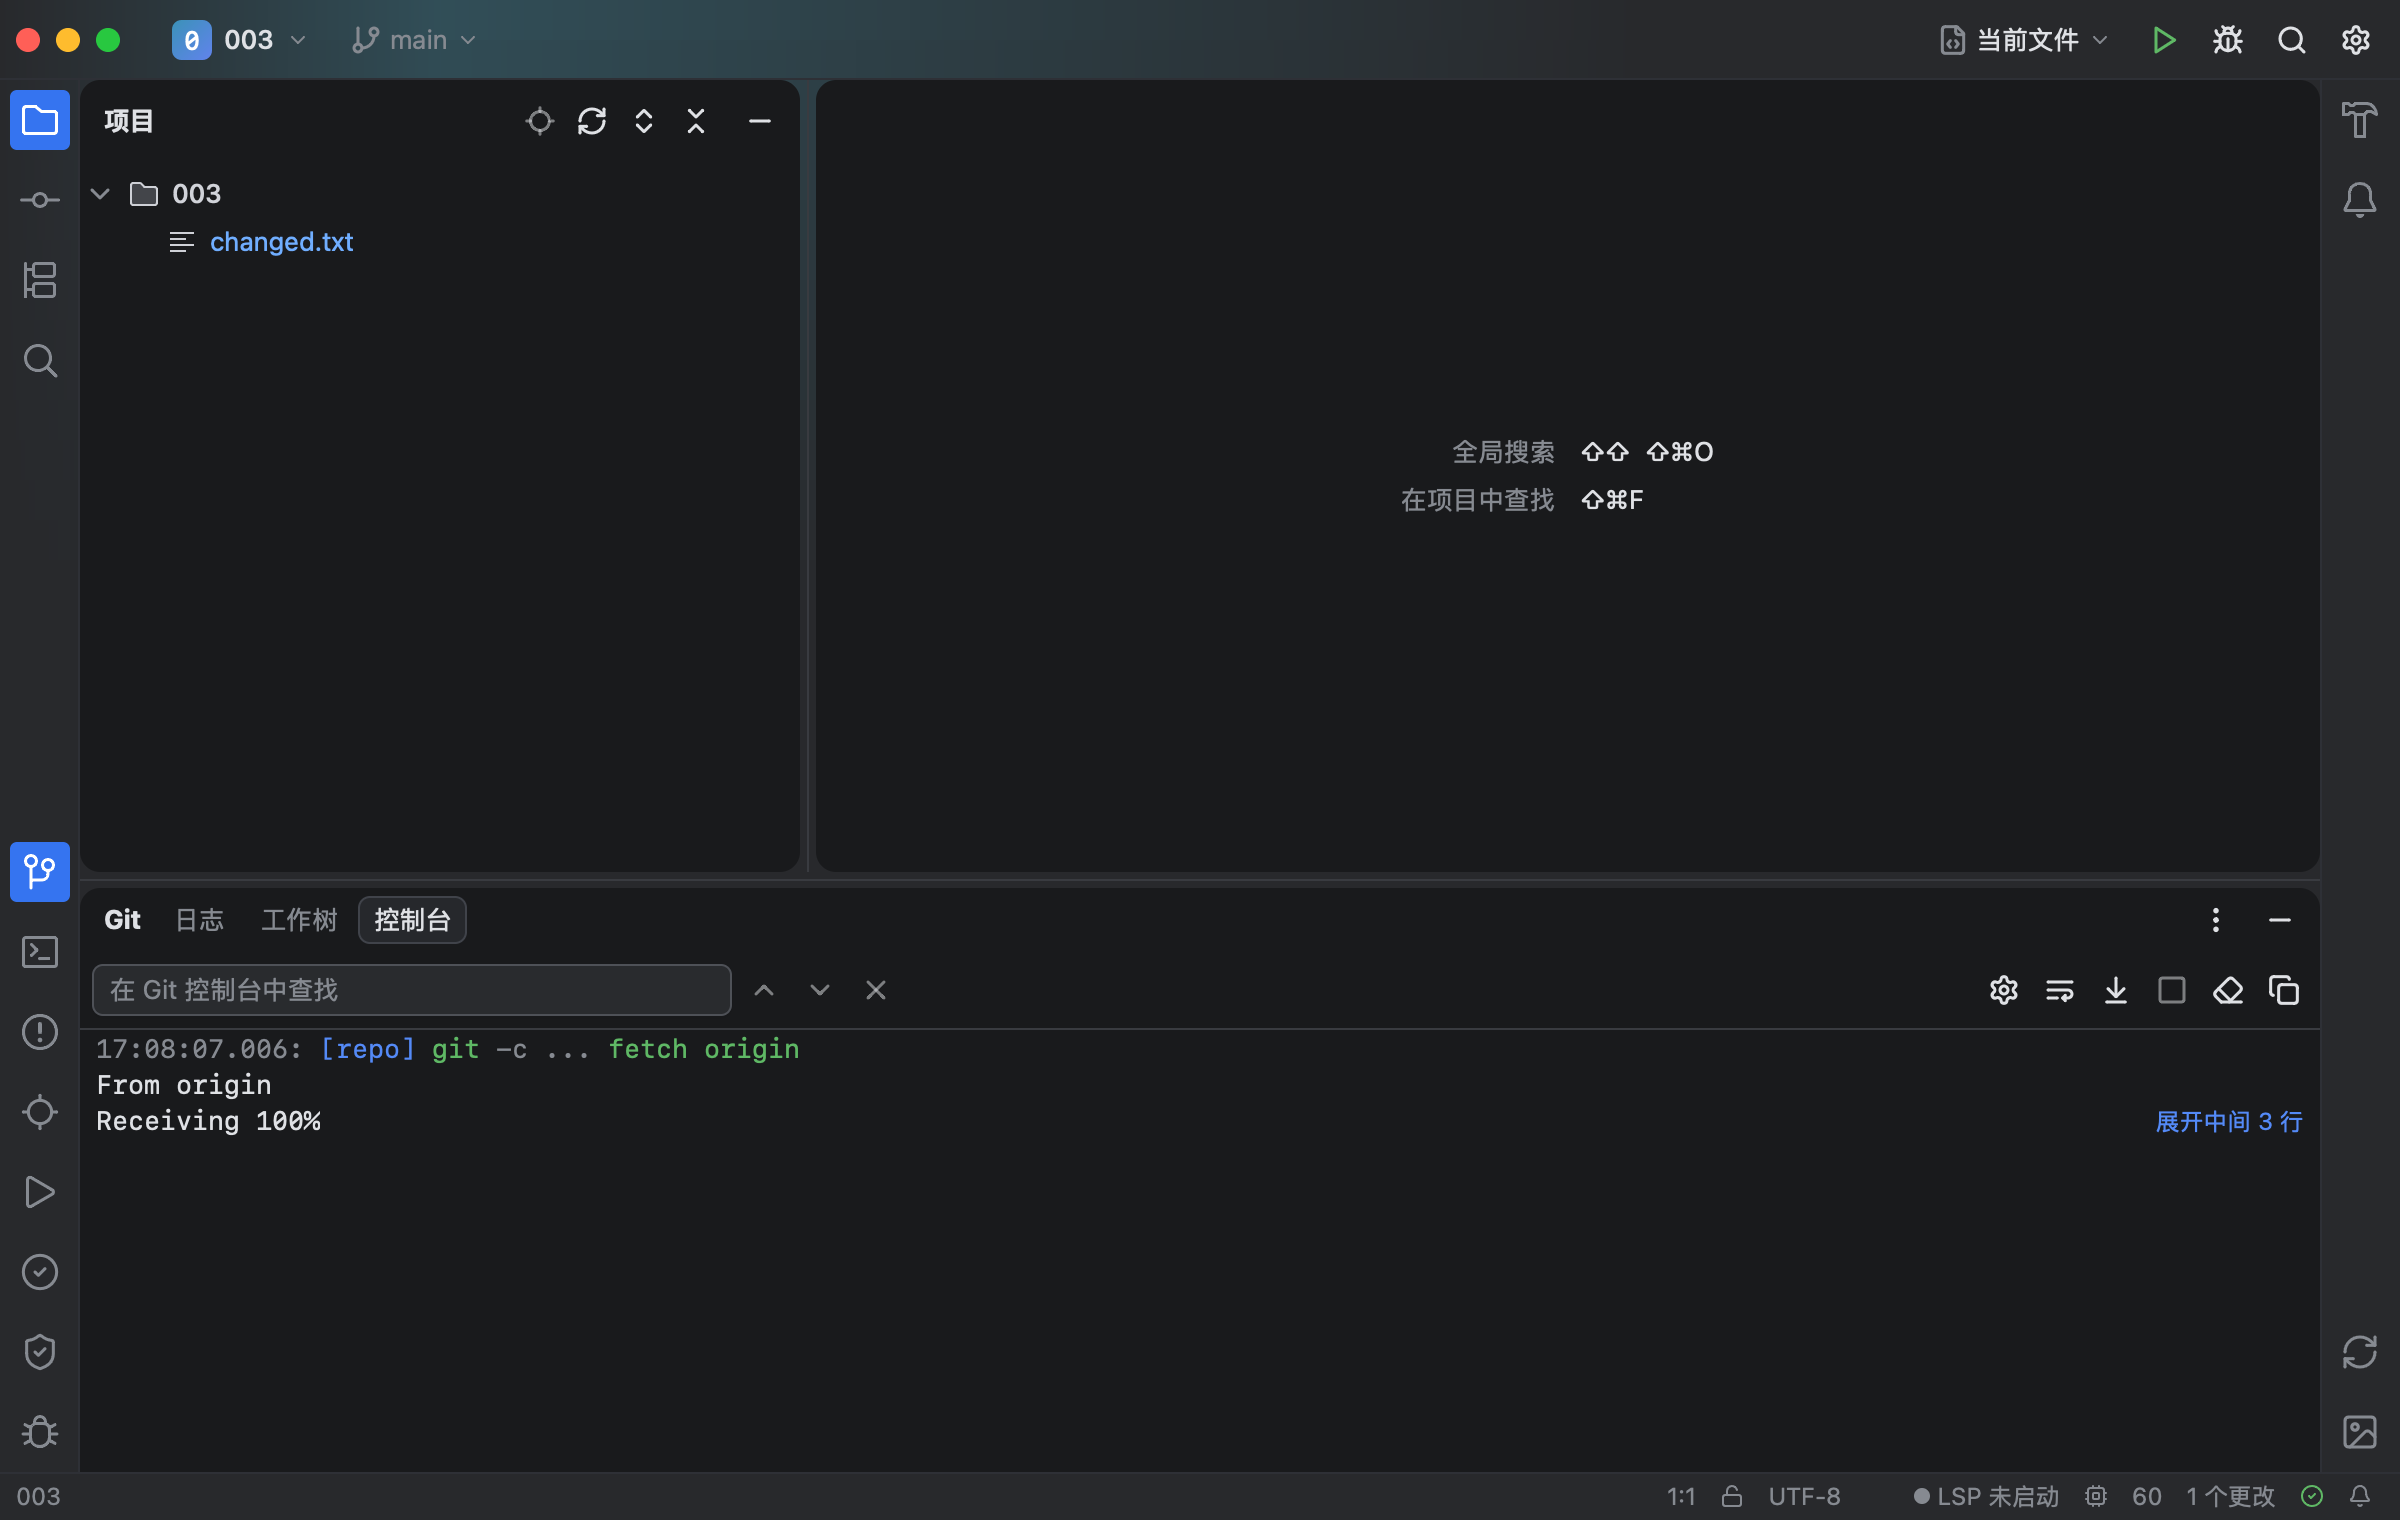 0 003 main 当前文件
项目
003
changed.txt
全局搜索 ⇧⇧ ⇧⌘O
在项目中查找 ⇧⌘F
Git 日志 工作树 控制台
在 Git 控制台中查找
17:08:07.006: [repo] git -c ... fetch origin
From origin
Receiving 100% 展开中间 3 行
003 1:1 UTF-8 LSP 未启动 60 1 个更改